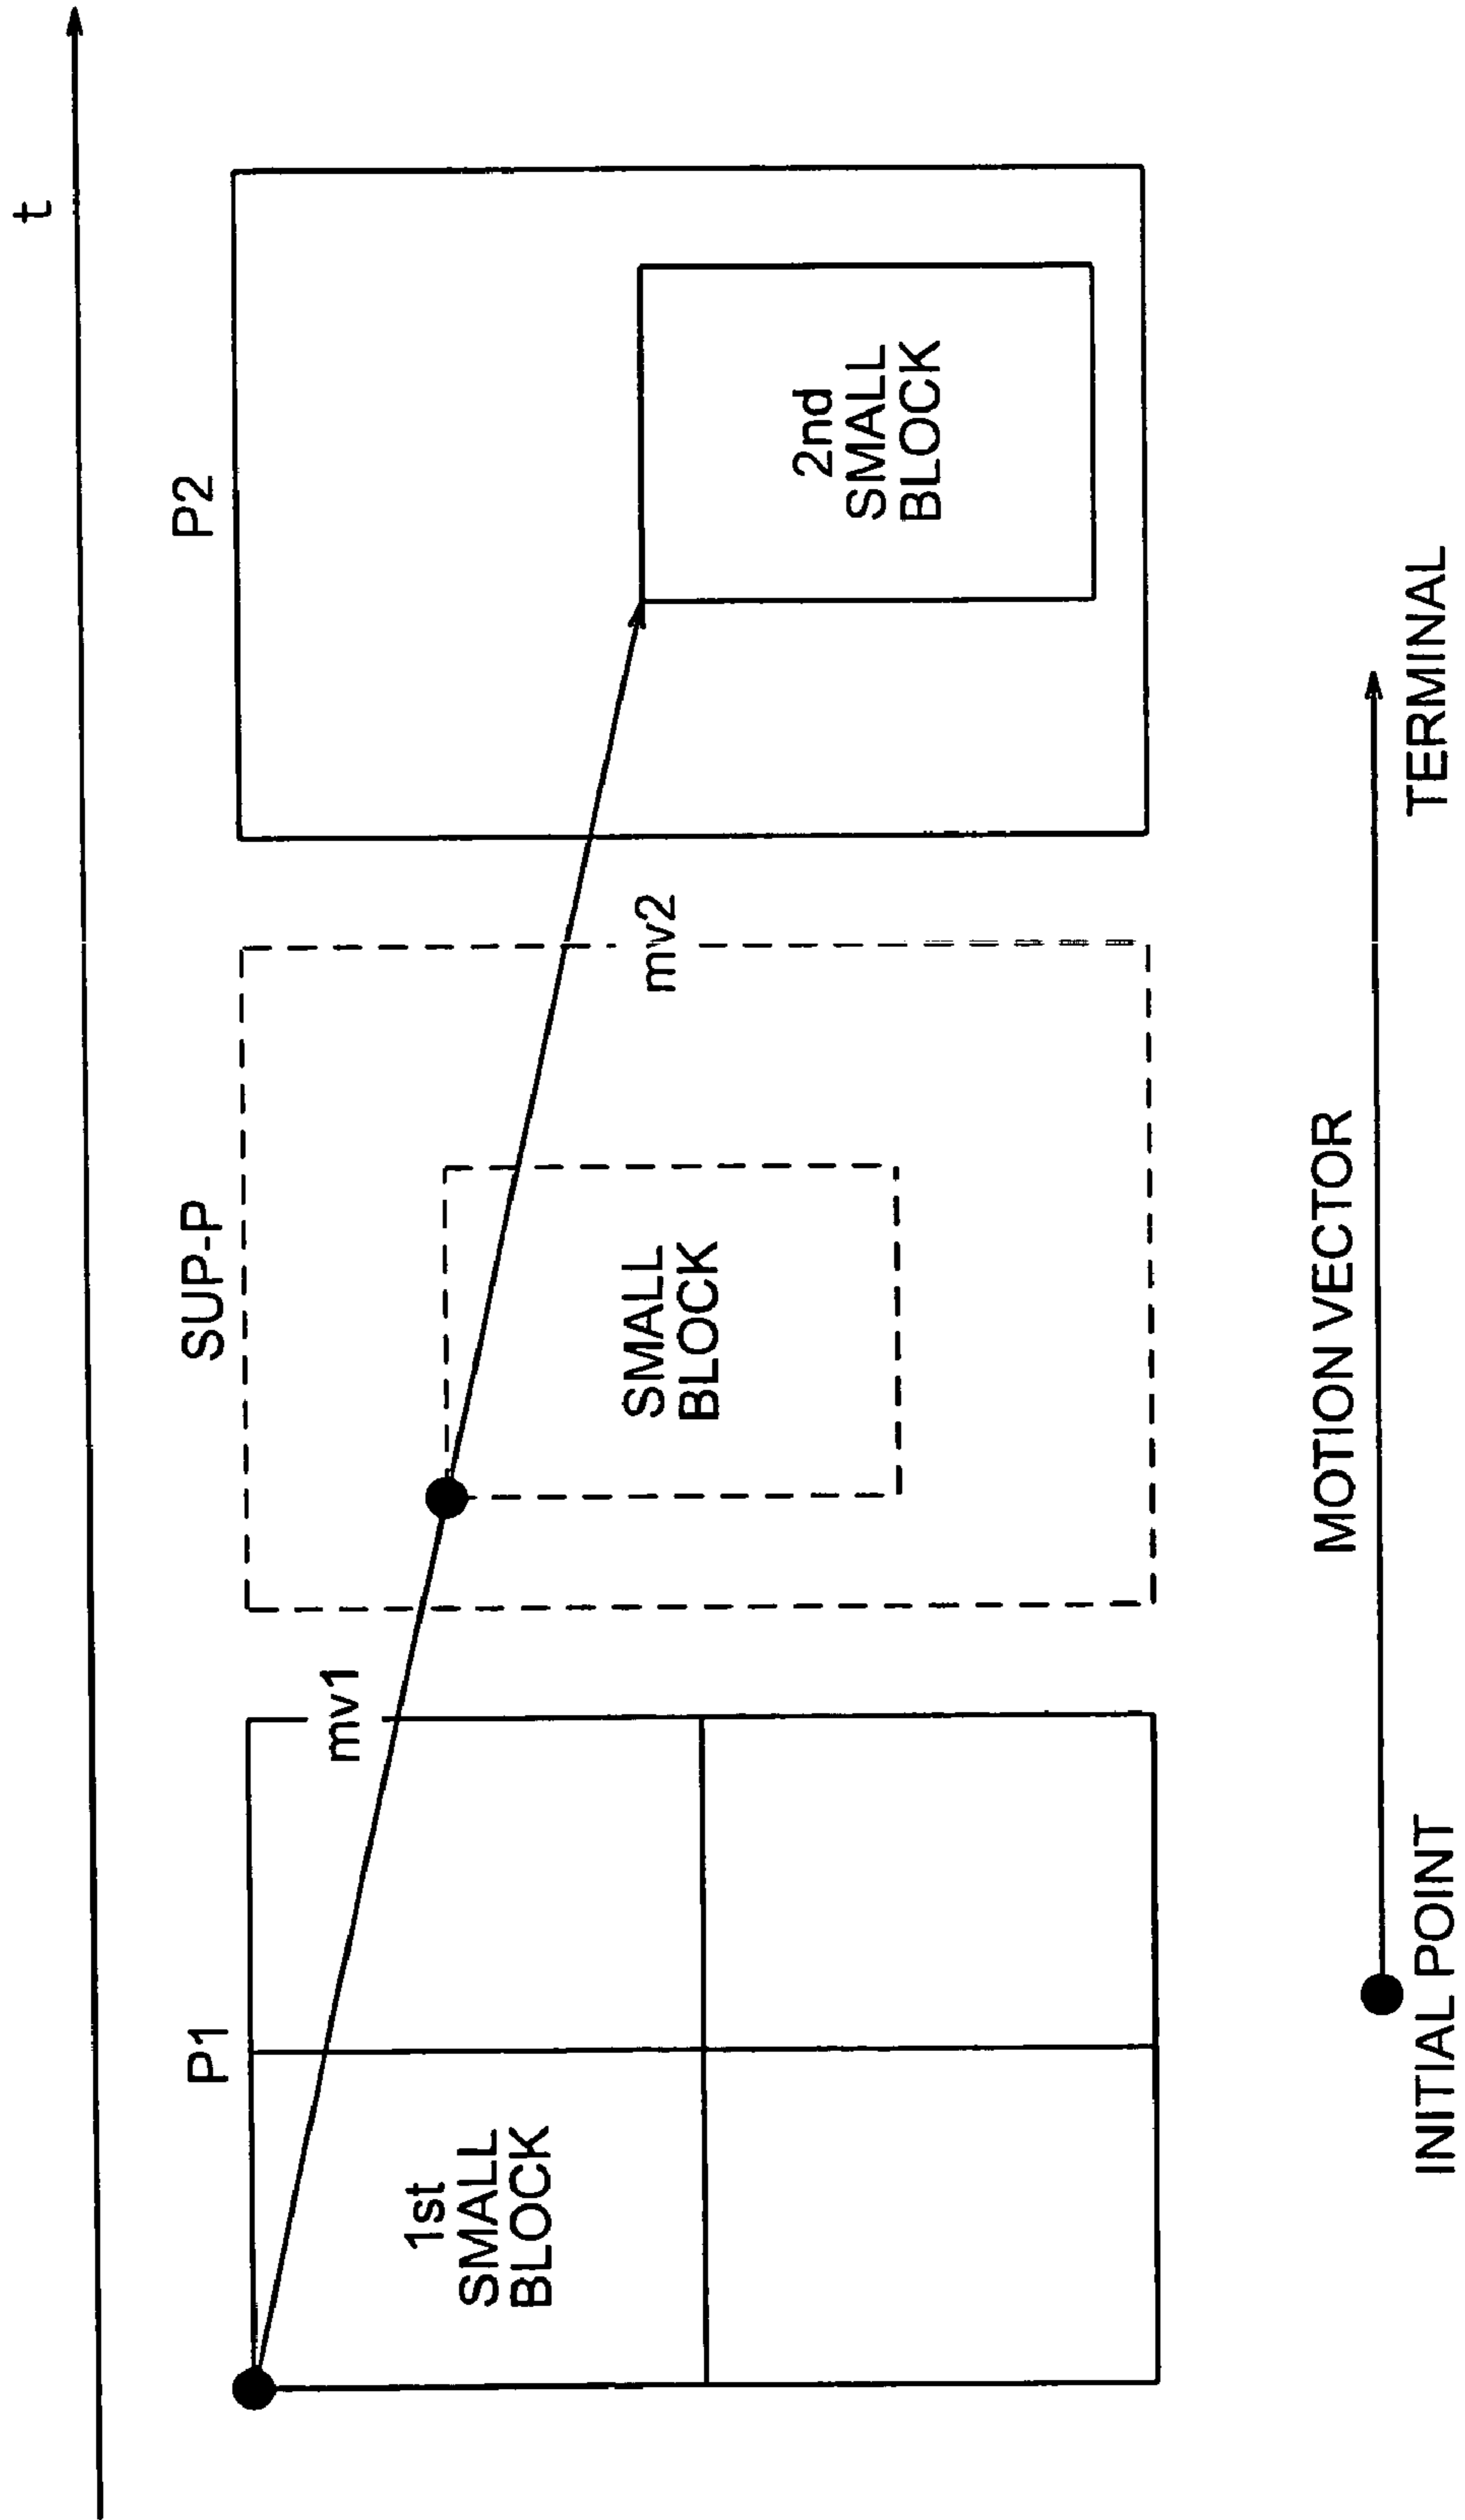 t
P1
SUP-P
P2
mv1
mv2
1st
SMALL
BLOCK
SMALL
BLOCK
2nd
SMALL
BLOCK
MOTION VECTOR
INITIAL POINT
TERMINAL